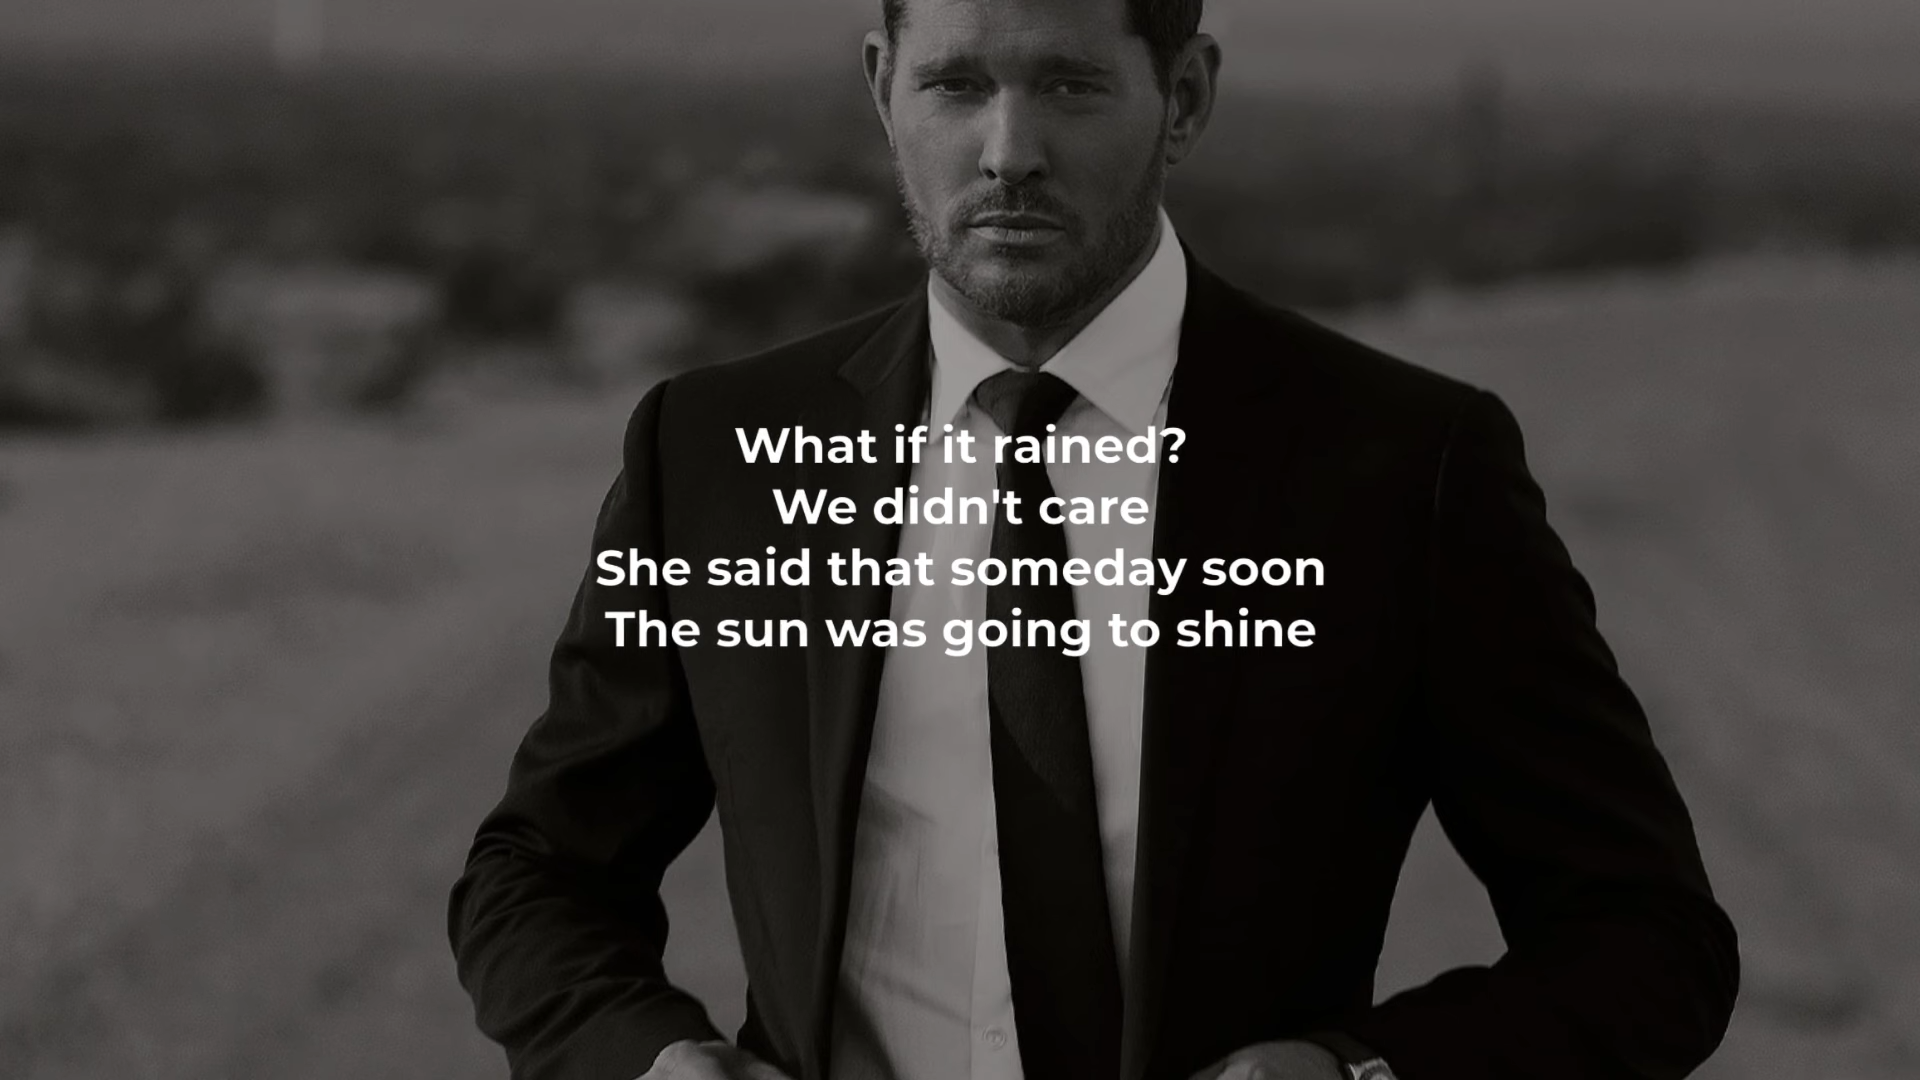 What if it rained?
We didn't care
She said that someday soon
The sun was going to shine